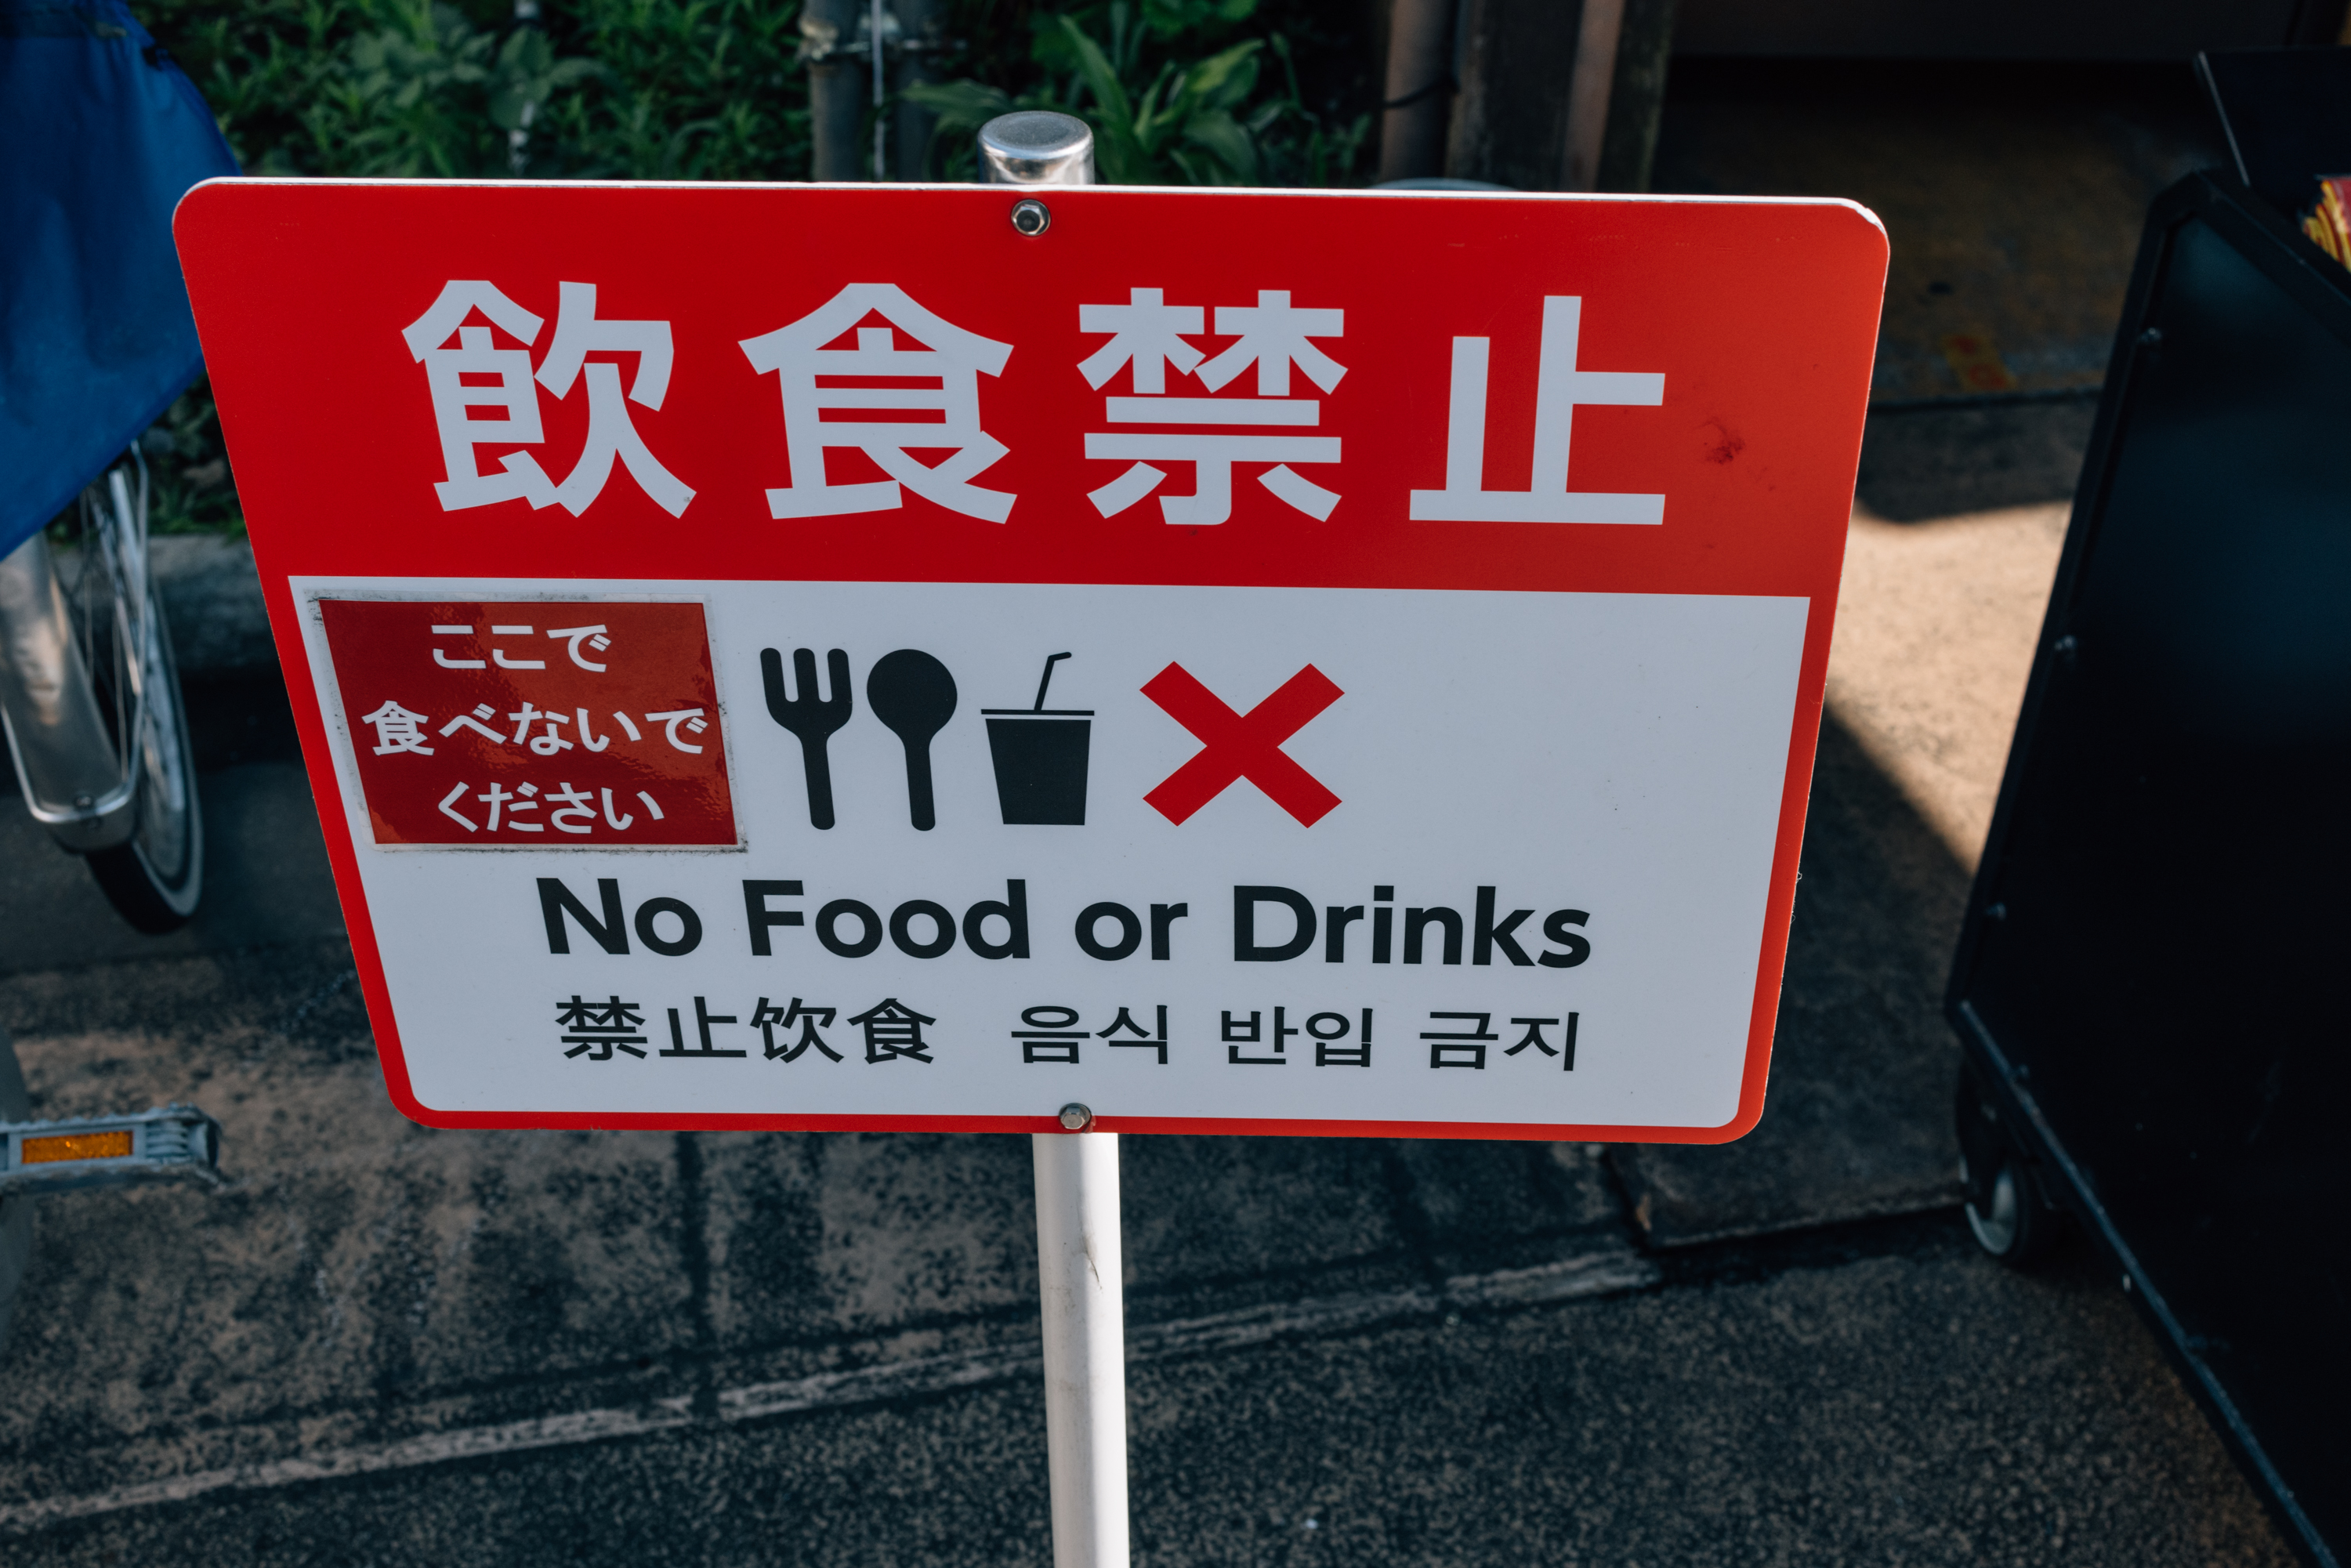 飲食禁止
ここで
食べないで
ください
No Food or Drinks
禁止饮食 음식 반입 금지